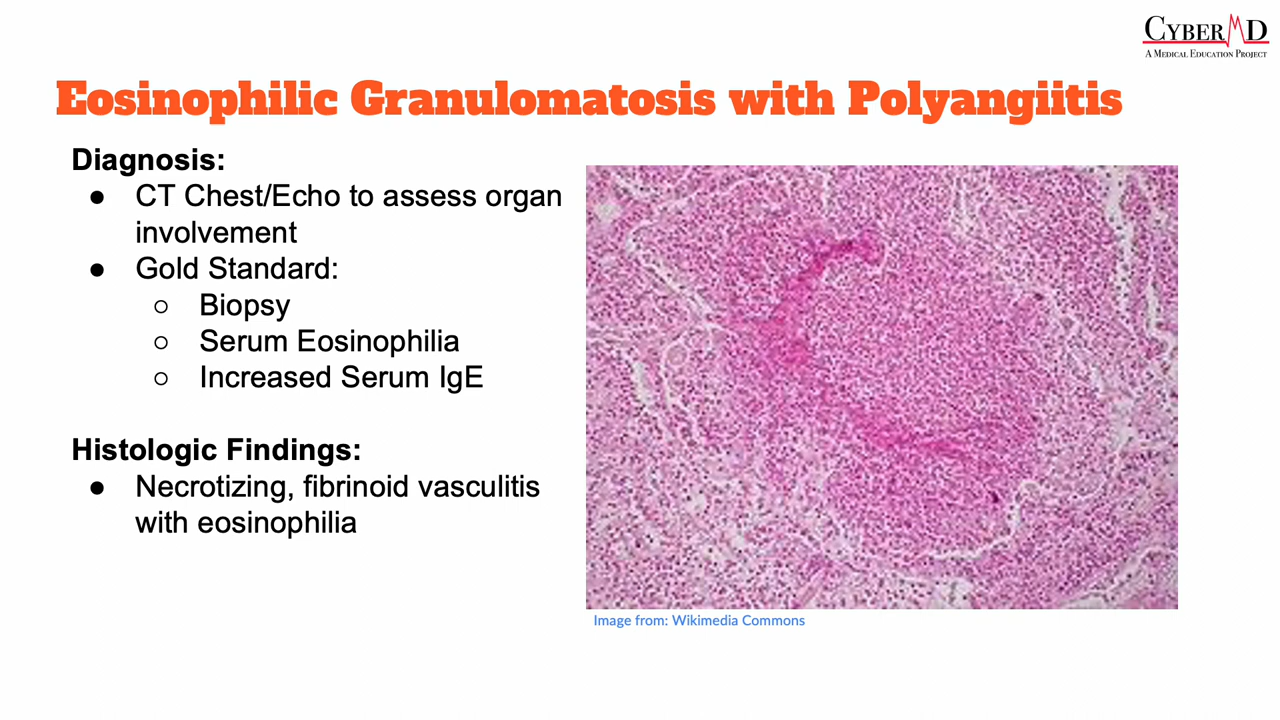 CYBERMD
A MEDICAL EDUCATION PROJECT
Eosinophilic Granulomatosis with Polyangiitis
Diagnosis:
● CT Chest/Echo to assess organ
involvement
● Gold Standard:
○ Biopsy
○ Serum Eosinophilia
○ Increased Serum IgE
Histologic Findings:
● Necrotizing, fibrinoid vasculitis
with eosinophilia
Image from: Wikimedia Commons